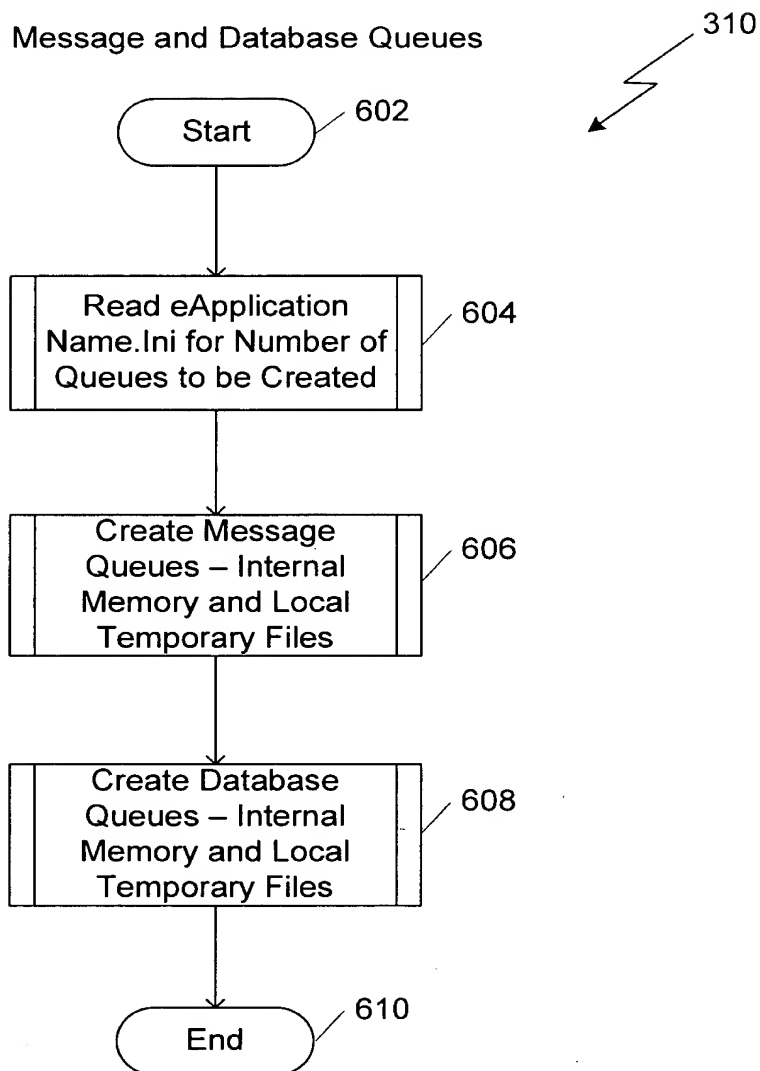 Message and Database Queues
310
Start
602
Read eApplication
Name.Ini for Number of
Queues to be Created
604
Create Message
Queues – Internal
Memory and Local
Temporary Files
606
Create Database
Queues – Internal
Memory and Local
Temporary Files
608
End
610